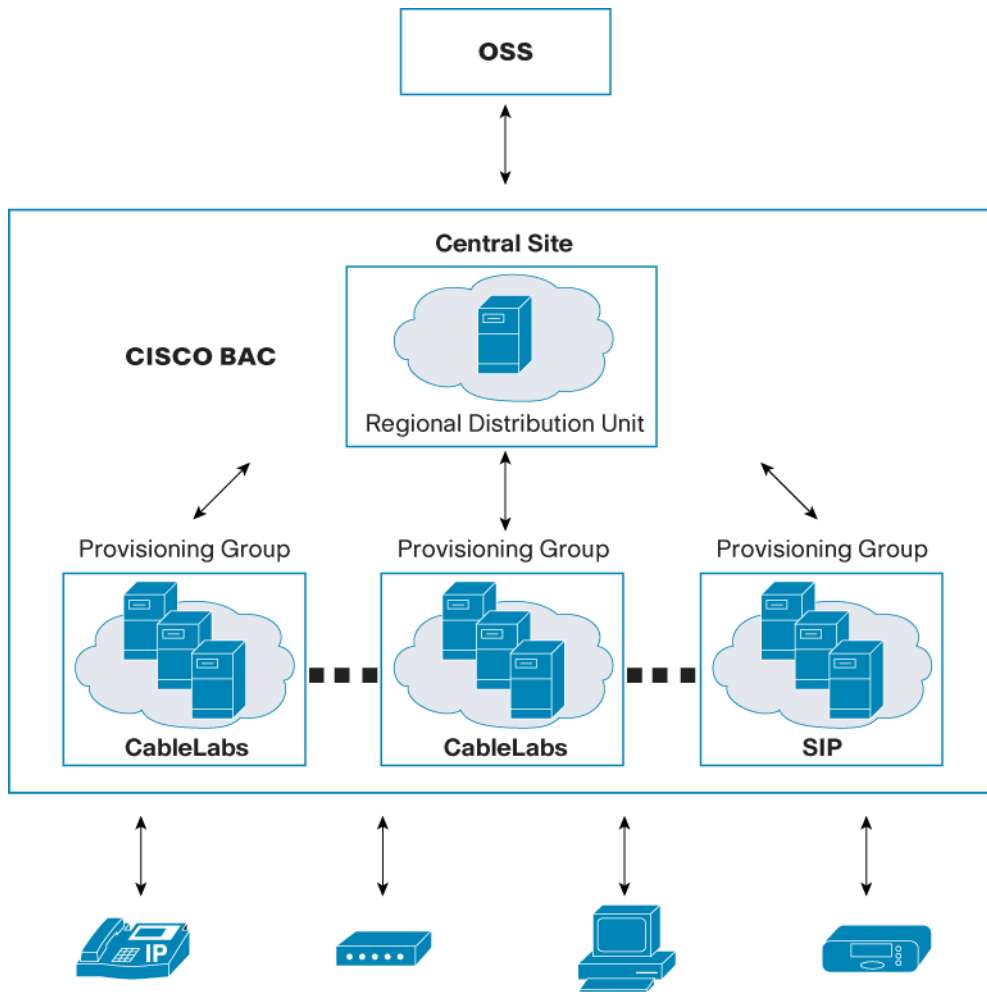 OSS
Central Site
CISCO BAC
Regional Distribution Unit
Provisioning Group
Provisioning Group
Provisioning Group
CableLabs
CableLabs
SIP
IP